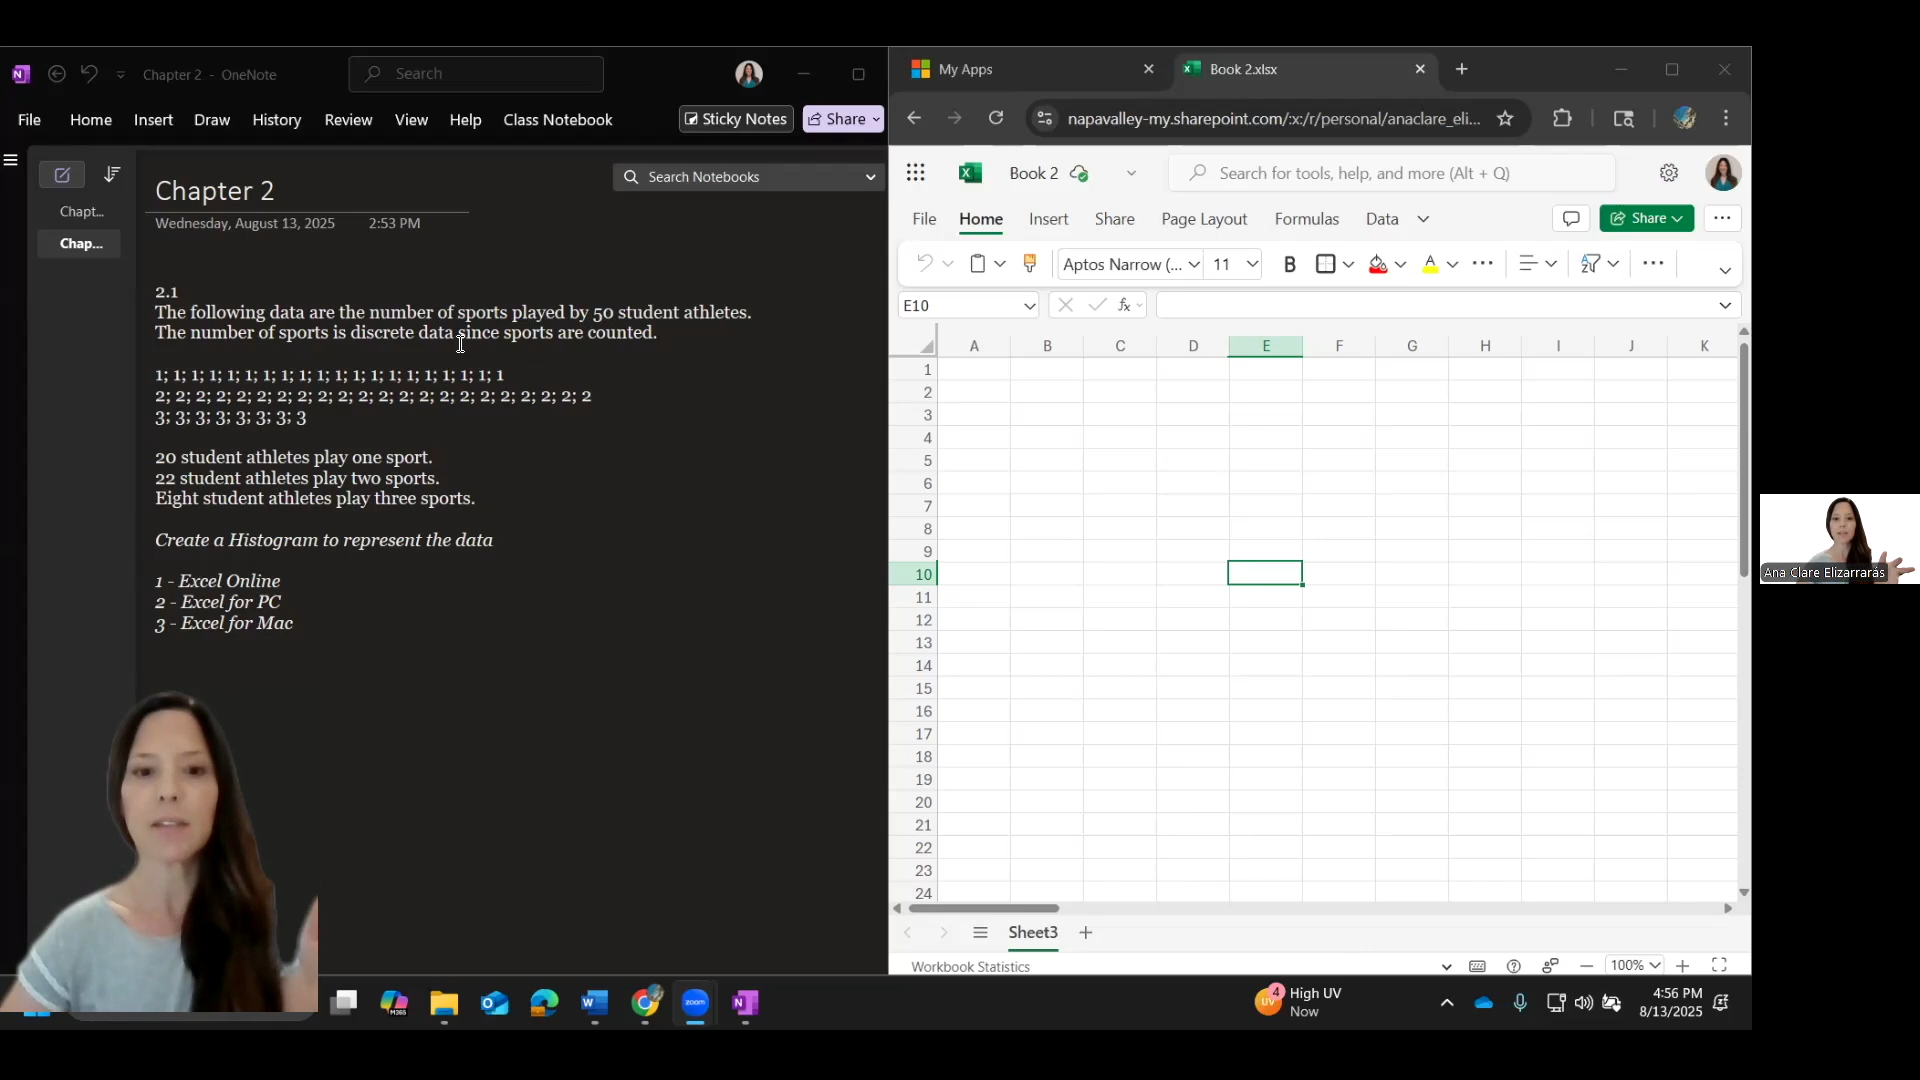 Chapter 2 - OneNote
Search
File Home Insert Draw History Review View Help Class Notebook
Sticky Notes
Share
Chapt...
Chap...
Chapter 2
Search Notebooks
Wednesday, August 13, 2025 2:53 PM
2.1
The following data are the number of sports played by 50 student athletes.
The number of sports is discrete data since sports are counted.
1; 1; 1; 1; 1; 1; 1; 1; 1; 1; 1; 1; 1; 1; 1; 1; 1; 1; 1; 1
2; 2; 2; 2; 2; 2; 2; 2; 2; 2; 2; 2; 2; 2; 2; 2; 2; 2; 2; 2; 2; 2
3; 3; 3; 3; 3; 3; 3; 3
20 student athletes play one sport.
22 student athletes play two sports.
Eight student athletes play three sports.
Create a Histogram to represent the data
1 - Excel Online
2 - Excel for PC
3 - Excel for Mac
My Apps
Book 2.xlsx
napavalley-my.sharepoint.com/:x:/r/personal/anaclare_eli...
Book 2
Search for tools, help, and more (Alt + Q)
File Home Insert Share Page Layout Formulas Data
Share
Aptos Narrow (... 11 B A
E10 fx
A B C D E F G H I J K
1
2
3
4
5
6
7
8
9
10
11
12
13
14
15
16
17
18
19
20
21
22
23
24
Sheet3
Workbook Statistics
100%
Ana Clare Elizarrarás
M365
zoom
UV 4
High UV
Now
4:56 PM
8/13/2025